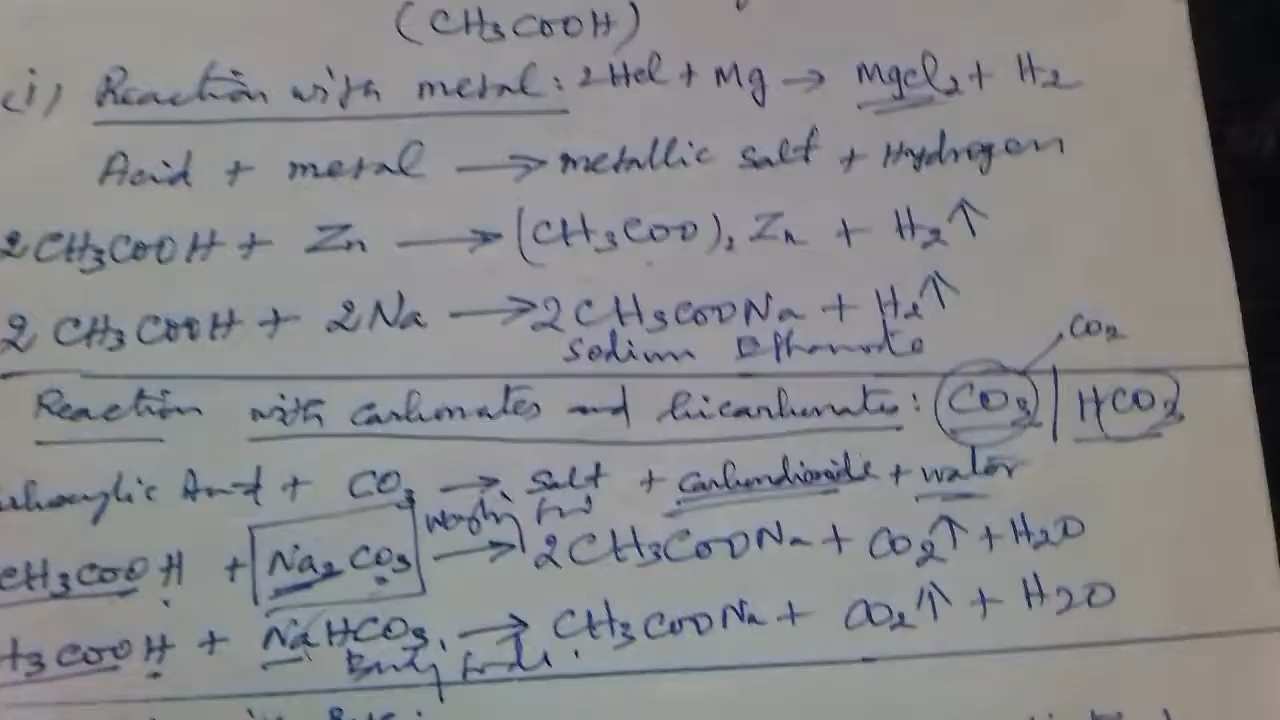 (CH3COOH)
(i) Reaction with metal: 2HCl + Mg → MgCl2 + H2
Acid + metal → metallic salt + Hydrogen
2CH3COOH + Zn → (CH3COO)2 Zn + H2↑
2 CH3COOH + 2Na → 2CH3COONa + H2↑
Sodium Ethanoate
CO2
Reaction with carbonates and bicarbonates: CO3 | HCO3
Acid + CO3 → Salt + Carbondioxide + water
Washing
CH3COOH + Na2CO3 → 2CH3COONa + CO2↑ + H2O
H3COOH + NaHCO3 → CH3COONa + CO2↑ + H2O